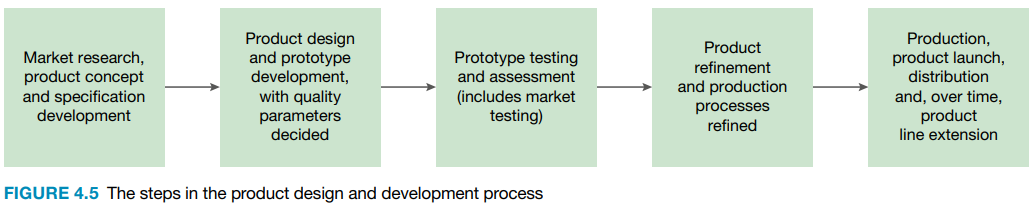 Market research,
product concept
and specification
development
Product design
and prototype
development,
with quality
parameters
decided
Prototype testing
and assessment
(includes market
testing)
Product
refinement
and production
processes
refined
Production,
product launch,
distribution
and, over time,
product
line extension
FIGURE 4.5 The steps in the product design and development process